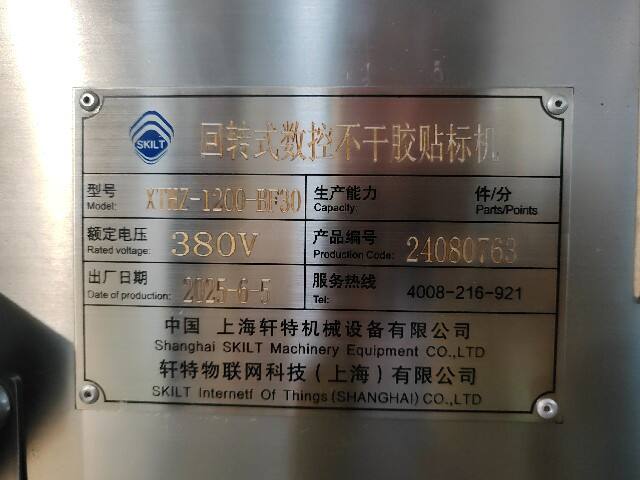 SKILT
回转式数控不干胶贴标机
型号 Model: XTHZ-1200-BF30
生产能力 Capacity: 件/分 Parts/Points
额定电压 Rated voltage: 380V
产品编号 Production Code: 24080763
出厂日期 Date of production: 2025-6-5
服务热线 Tel: 4008-216-921
中国 上海轩特机械设备有限公司
Shanghai SKILT Machinery Equipment CO.,LTD
轩特物联网科技（上海）有限公司
SKILT Internetf Of Things(SHANGHAI)CO.,LTD